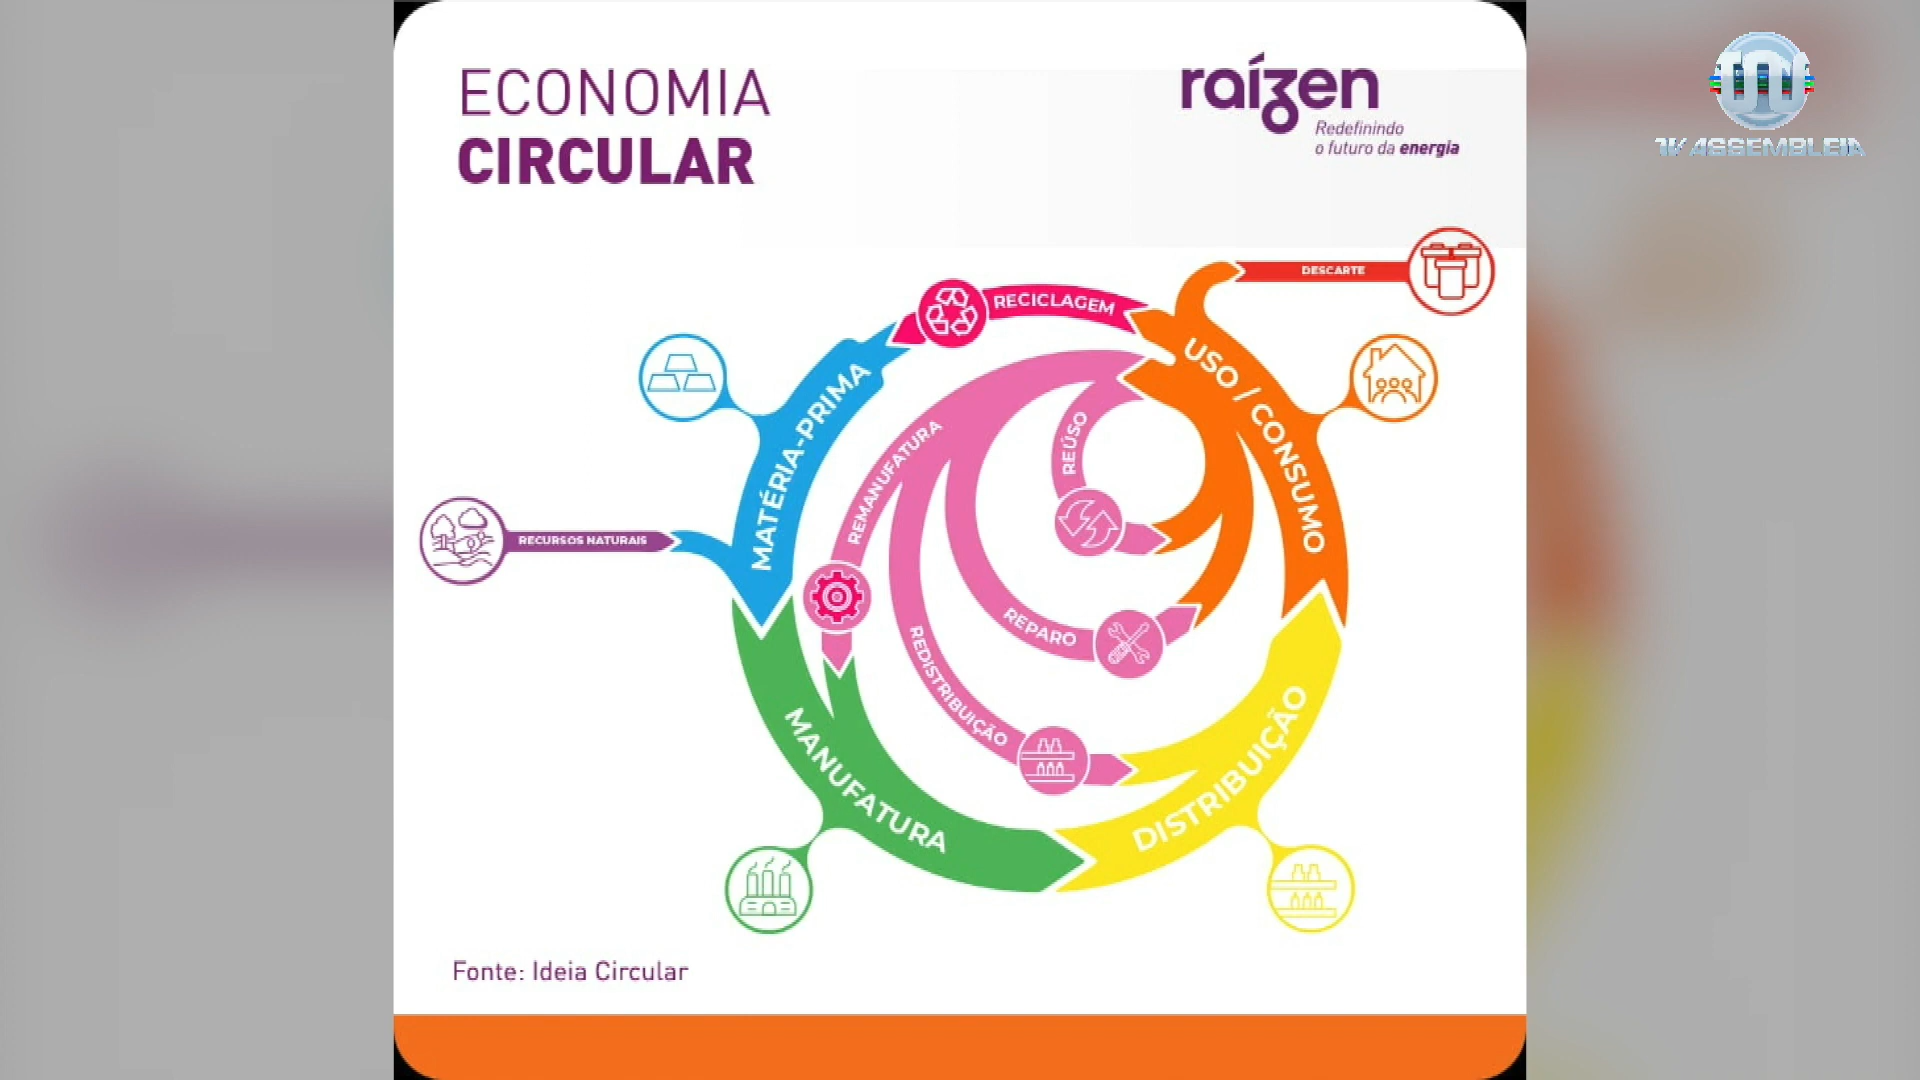 ECONOMIA
CIRCULAR
raízen
Redefinindo
o futuro da energia
TV ASSEMBLEIA
DESCARTE
RECICLAGEM
USO / CONSUMO
MATÉRIA-PRIMA
REMANUFATURA
REÚSO
RECURSOS NATURAIS
REPARO
REDISTRIBUIÇÃO
MANUFATURA
DISTRIBUIÇÃO
Fonte: Ideia Circular